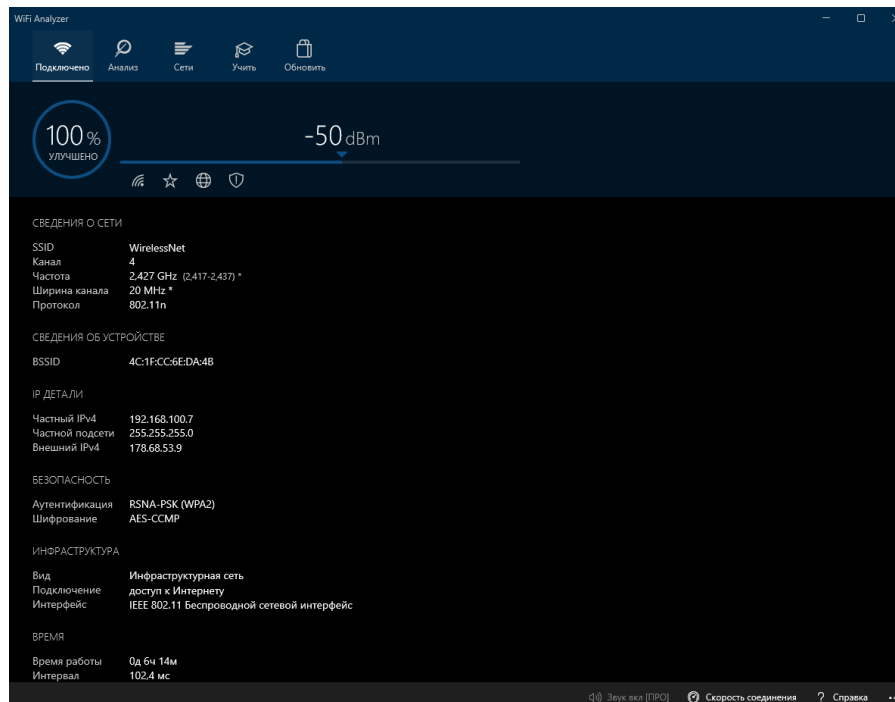 WiFi Analyzer
Подключено Анализ Сети Учить Обновить
100 % -50 dBm
УЛУЧШЕНО
СВЕДЕНИЯ О СЕТИ
SSID WirelessNet
Канал 4
Частота 2,427 GHz (2,417-2,437) *
Ширина канала 20 MHz *
Протокол 802.11n
СВЕДЕНИЯ ОБ УСТРОЙСТВЕ
BSSID 4C:1F:CC:6E:DA:4B
IP ДЕТАЛИ
Частный IPv4 192.168.100.7
Частной подсети 255.255.255.0
Внешний IPv4 178.68.53.9
БЕЗОПАСНОСТЬ
Аутентификация RSNA-PSK (WPA2)
Шифрование AES-CCMP
ИНФРАСТРУКТУРА
Вид Инфраструктурная сеть
Подключение доступ к Интернету
Интерфейс IEEE 802.11 Беспроводной сетевой интерфейс
ВРЕМЯ
Время работы 0д 6ч 14м
Интервал 102,4 мс
Звук вкл [ПРО] Скорость соединения ? Справка